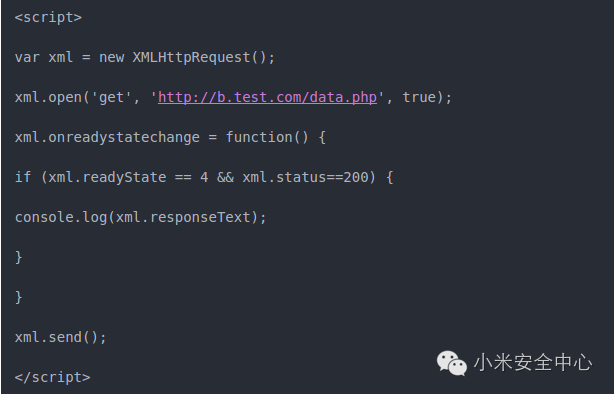 <script>
var xml = new XMLHttpRequest();
xml.open('get', 'http://b.test.com/data.php', true);
xml.onreadystatechange = function() {
if (xml.readyState == 4 && xml.status==200) {
console.log(xml.responseText);
}
}
xml.send();
小米安全中心
</script>